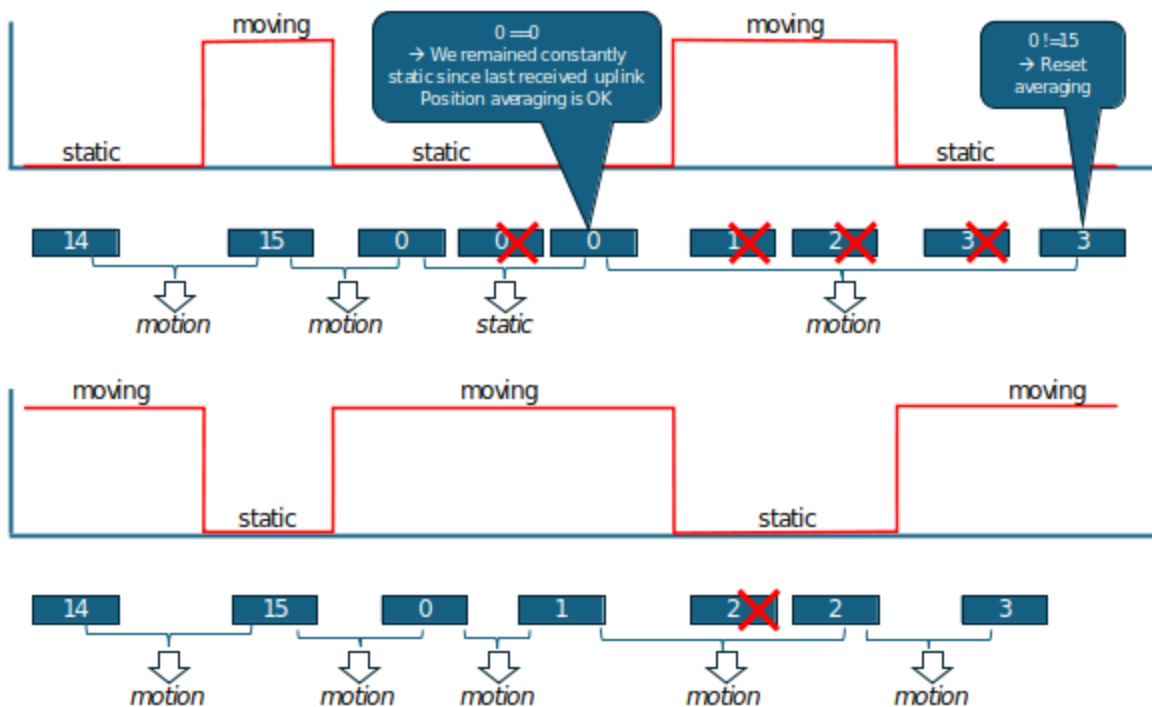 moving
0 ==0
→ We remained constantly
static since last received uplink
Position averaging is OK
moving
0 !=15
→ Reset
averaging
static
static
static
14
15
0
0
0
1
2
3
3
motion
motion
static
motion
moving
moving
moving
static
static
14
15
0
1
2
2
3
motion
motion
motion
motion
motion